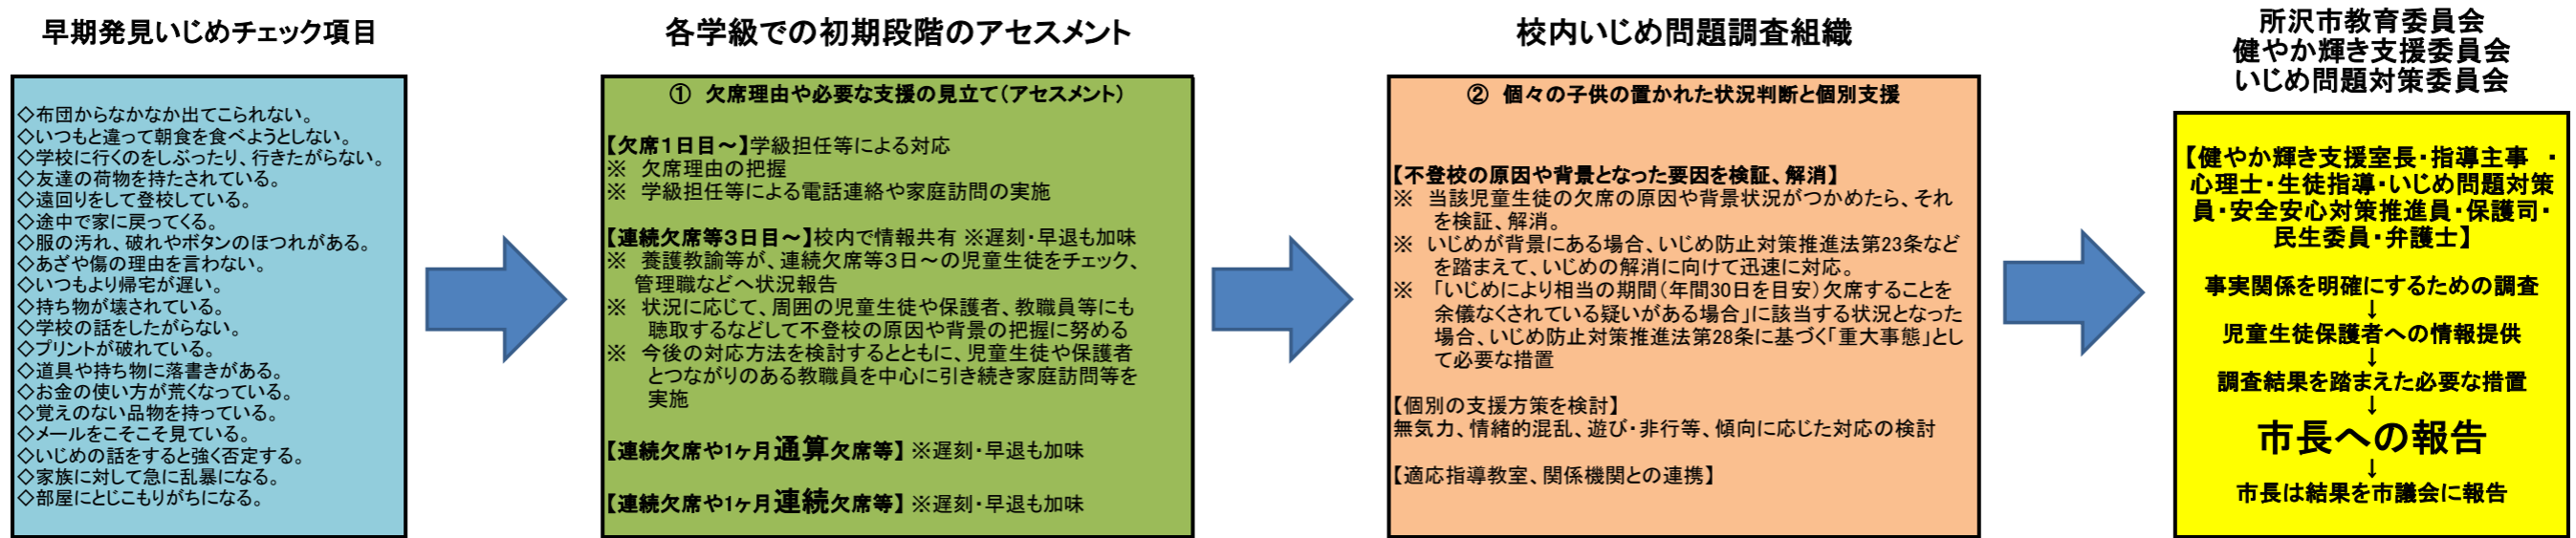 早期発見いじめチェック項目
◇布団からなかなか出てこられない。
◇いつもと違って朝食を食べようとしない。
◇学校に行くのをしぶったり、行きたがらない。
◇友達の荷物を持たされている。
◇遠回りをして登校している。
◇途中で家に戻ってくる。
◇服の汚れ、破れやボタンのほつれがある。
◇あざや傷の理由を言わない。
◇いつもより帰宅が遅い。
◇持ち物が壊されている。
◇学校の話をしたがらない。
◇プリントが破れている。
◇道具や持ち物に落書きがある。
◇お金の使い方が荒くなっている。
◇覚えのない品物を持っている。
◇メールをこそこそ見ている。
◇いじめの話をすると強く否定する。
◇家族に対して急に乱暴になる。
◇部屋にとじこもりがちになる。
各学級での初期段階のアセスメント
① 欠席理由や必要な支援の見立て(アセスメント)
【欠席1日目~】学級担任等による対応
※ 欠席理由の把握
※ 学級担任等による電話連絡や家庭訪問の実施
【連続欠席等3日目~】校内で情報共有 ※遅刻・早退も加味
※ 養護教諭等が、連続欠席等3日~の児童生徒をチェック、
管理職などへ状況報告
※ 状況に応じて、周囲の児童生徒や保護者、教職員等にも
聴取するなどして不登校の原因や背景の把握に努める
※ 今後の対応方法を検討するとともに、児童生徒や保護者
とつながりのある教職員を中心に引き続き家庭訪問等を
実施
【連続欠席や1ヶ月通算欠席等】 ※遅刻・早退も加味
【連続欠席や1ヶ月連続欠席等】 ※遅刻・早退も加味
校内いじめ問題調査組織
② 個々の子供の置かれた状況判断と個別支援
【不登校の原因や背景となった要因を検証、解消】
※ 当該児童生徒の欠席の原因や背景状況がつかめたら、それ
を検証、解消。
※ いじめが背景にある場合、いじめ防止対策推進法第23条など
を踏まえて、いじめの解消に向けて迅速に対応。
※ 「いじめにより相当の期間(年間30日を目安)欠席することを
余儀なくされている疑いがある場合」に該当する状況となった
場合、いじめ防止対策推進法第28条に基づく「重大事態」とし
て必要な措置
【個別の支援方策を検討】
無気力、情緒的混乱、遊び・非行等、傾向に応じた対応の検討
【適応指導教室、関係機関との連携】
所沢市教育委員会
健やか輝き支援委員会
いじめ問題対策委員会
【健やか輝き支援室長・指導主事 ・
心理士・生徒指導・いじめ問題対策
員・安全安心対策推進員・保護司・
民生委員・弁護士】
事実関係を明確にするための調査
↓
児童生徒保護者への情報提供
↓
調査結果を踏まえた必要な措置
↓
市長への報告
↓
市長は結果を市議会に報告